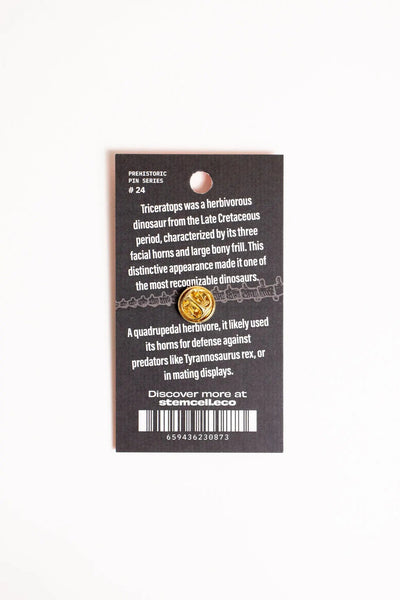 PREHISTORIC
PIN SERIES
# 24
Triceratops was a herbivorous
dinosaur from the Late Cretaceous
period, characterized by its three
facial horns and large bony frill. This
distinctive appearance made it one of
the most recognizable dinosaurs.
A quadrupedal herbivore, it likely used
its horns for defense against
predators like Tyrannosaurus rex, or
in mating displays.
Discover more at
stemcell.eco
659436230873